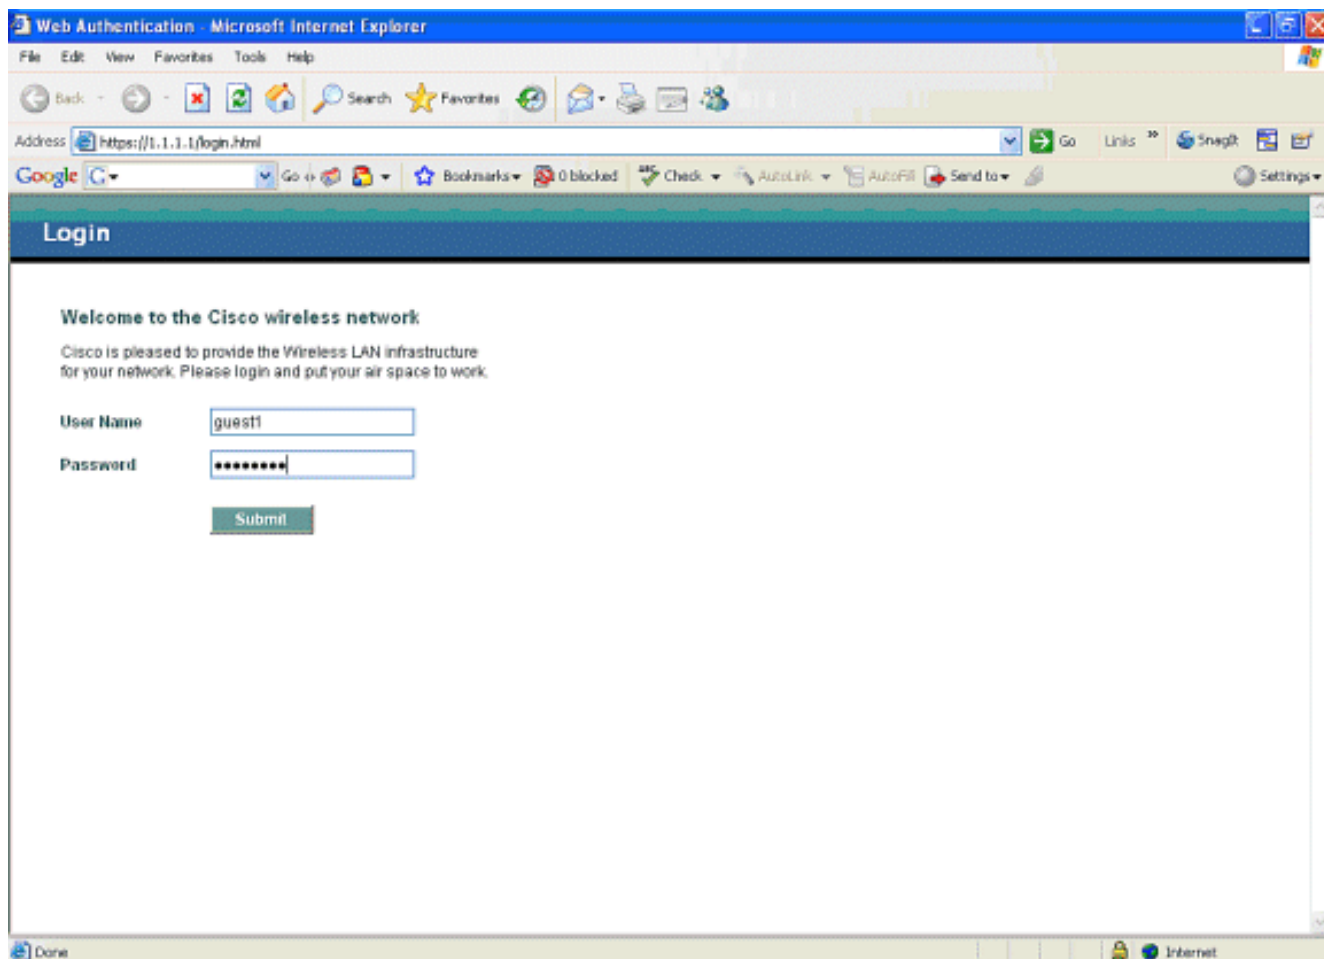 Web Authentication - Microsoft Internet Explorer
File Edit View Favorites Tools Help
Back Search Favorites
Address https://1.1.1.1/login.html Go Links » SnagIt
Google G Go Bookmarks 0 blocked ABC Check AutoLink AutoFill Send to Settings
Login
Welcome to the Cisco wireless network
Cisco is pleased to provide the Wireless LAN infrastructure
for your network. Please login and put your air space to work.
User Name guest1
Password ••••••••
Submit
Done Internet